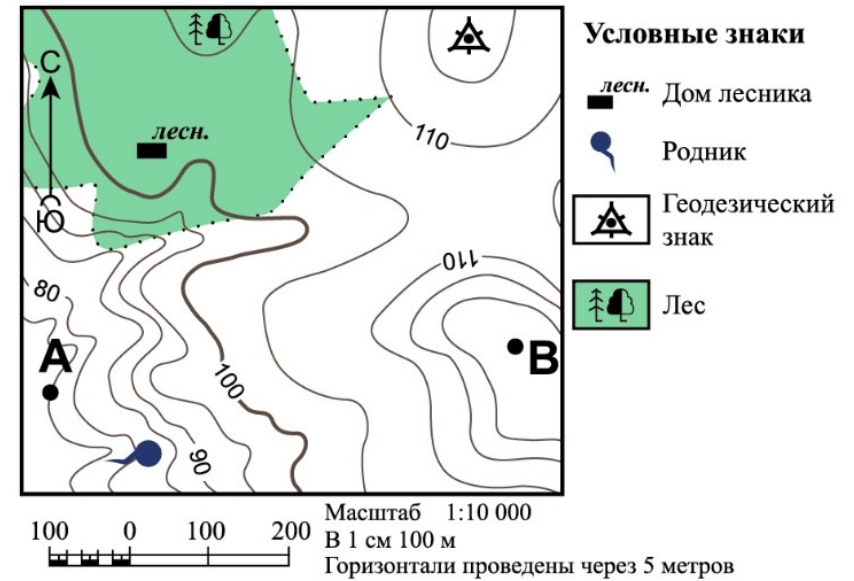 С
лесн.
Ю
110
110
80
А
В
100
90
Условные знаки
лесн. Дом лесника
Родник
Геодезический
знак
Лес
100 0 100 200
Масштаб 1:10 000
В 1 см 100 м
Горизонтали проведены через 5 метров